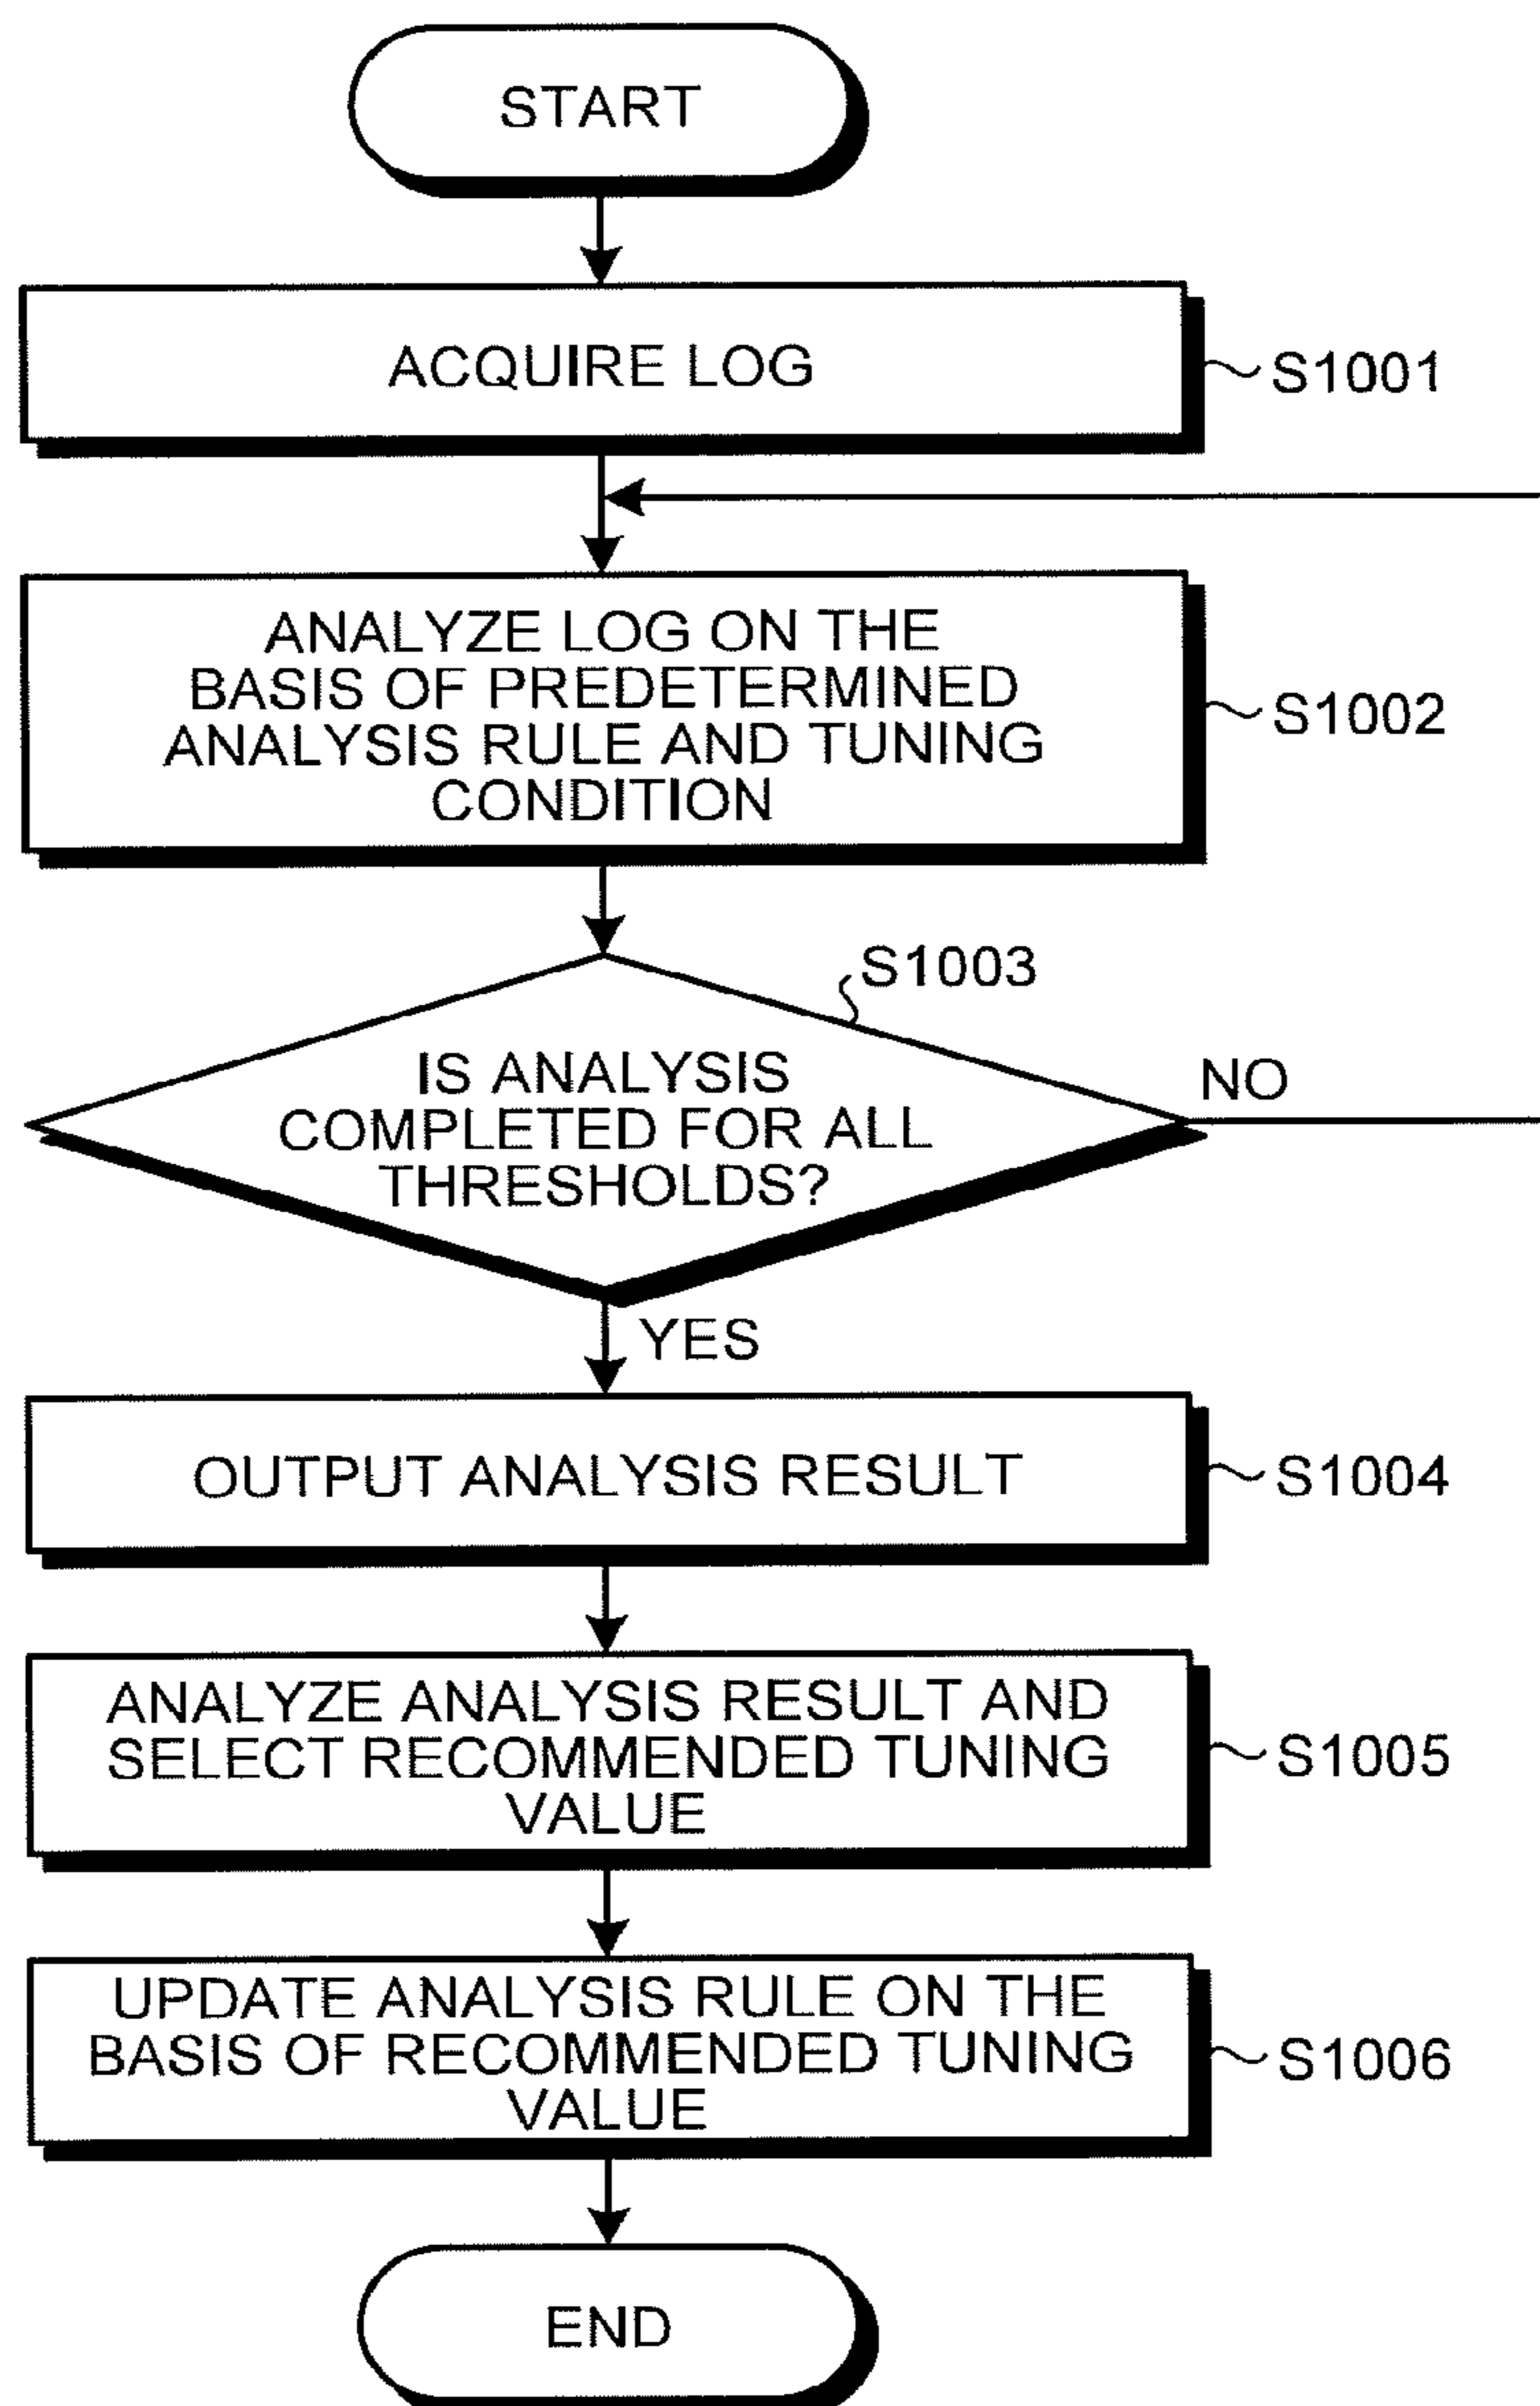 START
ACQUIRE LOG
S1001
ANALYZE LOG ON THE
BASIS OF PREDETERMINED
ANALYSIS RULE AND TUNING
CONDITION
S1002
S1003
IS ANALYSIS
COMPLETED FOR ALL
THRESHOLDS?
NO
YES
OUTPUT ANALYSIS RESULT
S1004
ANALYZE ANALYSIS RESULT AND
SELECT RECOMMENDED TUNING
VALUE
S1005
UPDATE ANALYSIS RULE ON THE
BASIS OF RECOMMENDED TUNING
VALUE
S1006
END